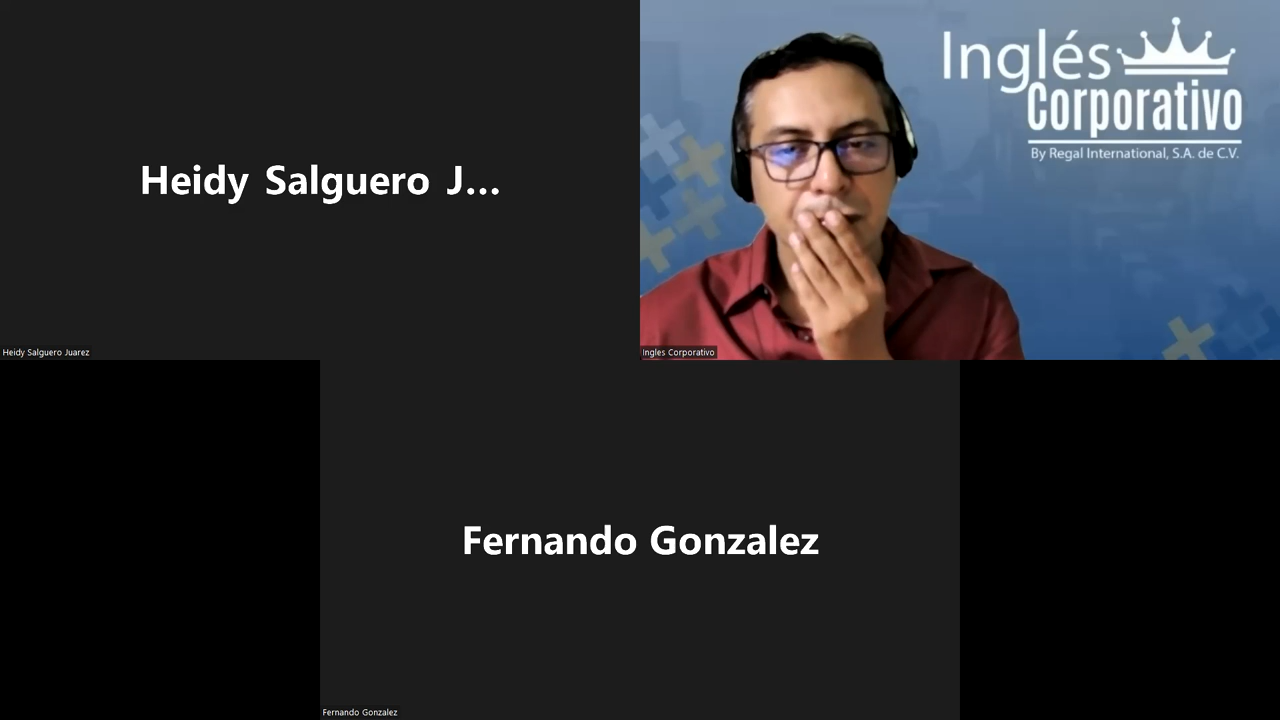 Heidy Salguero J...
Heidy Salguero Juarez
Inglés
Corporativo
By Regal International, S.A. de C.V.
Ingles Corporativo
Fernando Gonzalez
Fernando Gonzalez